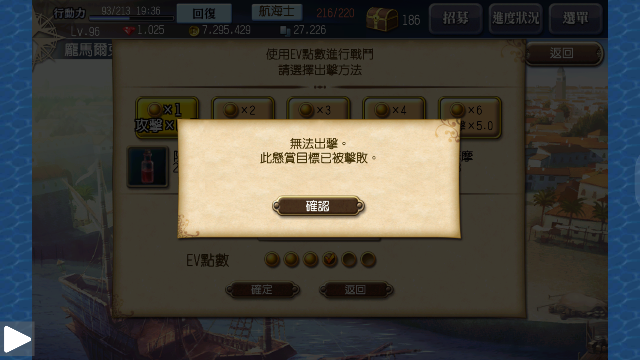 行動力 93/213 19:36 回復 航海士 216/220 186 招募 進度狀況 選單
Lv.96 1.025 7,295,429 27,226
龐馬爾 使用EV點數進行戰鬥 返回
請選擇出擊方法
×1 ×2 ×3 ×4 ×6
攻擊× ×5.0
無法出擊。
此懸賞目標已被擊敗。
確認
EV點數
確定 返回